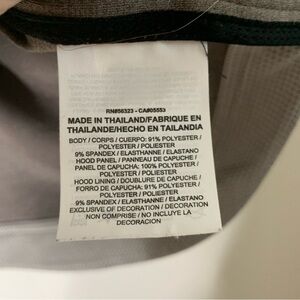 RN#56323 - CA#05553
MADE IN THAILAND/FABRIQUE EN
THAILANDE/HECHO EN TAILANDIA
BODY / CORPS / CUERPO: 91% POLYESTER /
POLYESTER / POLIESTER
9% SPANDEX / ELASTHANNE / ELASTANO
HOOD PANEL / PANNEAU DE CAPUCHE /
PANEL DE CAPUCHA: 100% POLYESTER /
POLYESTER / POLIESTER
HOOD LINING / DOUBLURE DE CAPUCHE /
FORRO DE CAPUCHA: 91% POLYESTER /
POLYESTER / POLIESTER
9% SPANDEX / ELASTHANNE / ELASTANO
EXCLUSIVE OF DECORATION / DECORATION
NON COMPRISE / NO INCLUYE LA
DECORACION